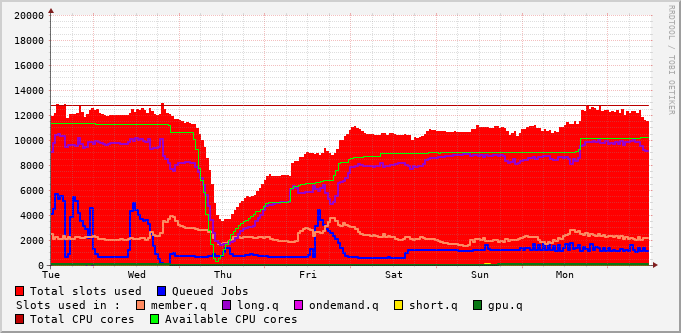 RRDTOOL / TOBI OETIKER
20000
18000
16000
14000
12000
10000
8000
6000
4000
2000
0
Tue Wed Thu Fri Sat Sun Mon
Total slots used Queued Jobs
Slots used in : member.q long.q ondemand.q short.q gpu.q
Total CPU cores Available CPU cores